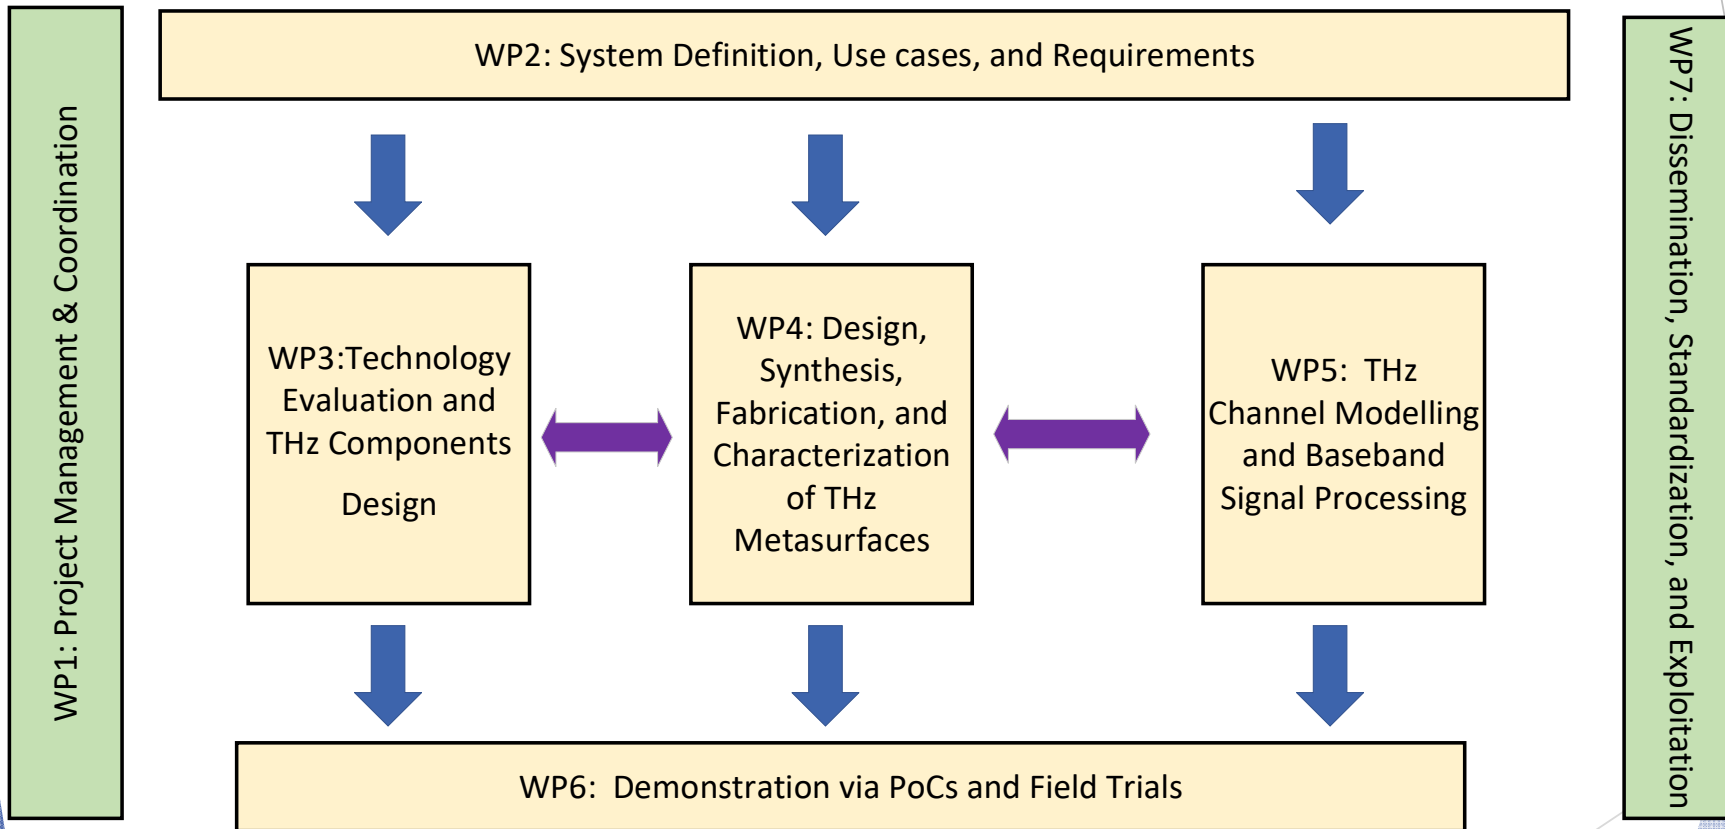 WP1: Project Management & Coordination
WP2: System Definition, Use cases, and Requirements
WP3:Technology
Evaluation and
THz Components
Design
WP4: Design,
Synthesis,
Fabrication, and
Characterization
of THz
Metasurfaces
WP5: THz
Channel Modelling
and Baseband
Signal Processing
WP6: Demonstration via PoCs and Field Trials
WP7: Dissemination, Standardization, and Exploitation